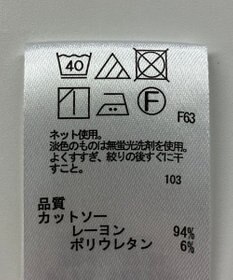 40
F
F63
ネット使用。
淡色のものは無蛍光洗剤を使用。
よくすすぎ、絞りの後すぐに干
すこと。
103
品質
カットソー
レーヨン 94%
ポリウレタン 6%